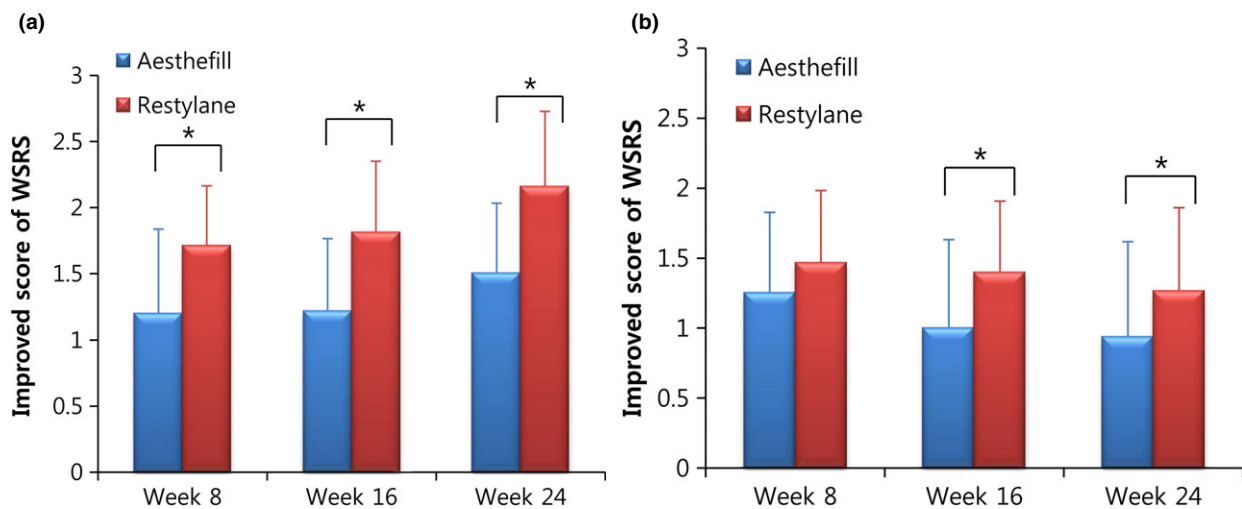 (a)
Aesthefill
Restylane
Improved score of WSRS
3
2.5
2
1.5
1
0.5
0
*
*
*
Week 8
Week 16
Week 24
(b)
Aesthefill
Restylane
Improved score of WSRS
3
2.5
2
1.5
1
0.5
0
*
*
Week 8
Week 16
Week 24